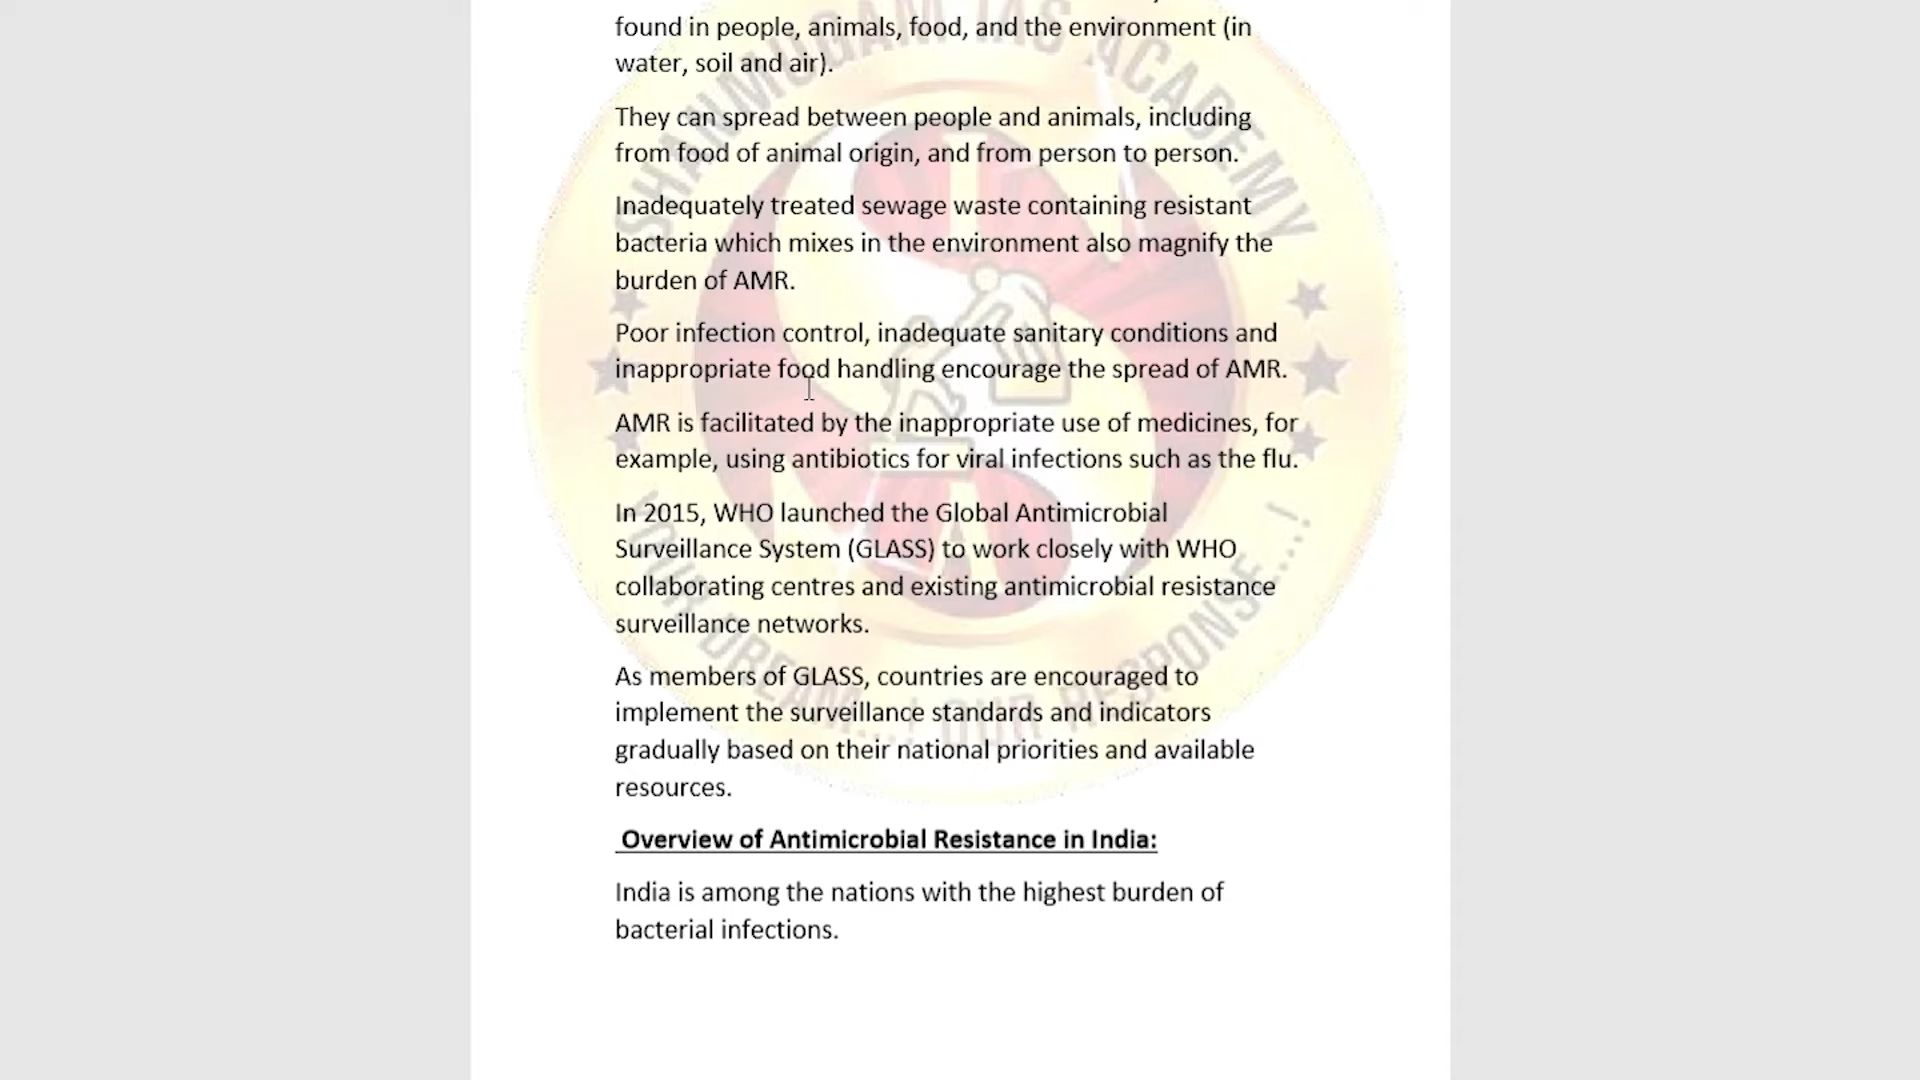 found in people, animals, food, and the environment (in
water, soil and air).
They can spread between people and animals, including
from food of animal origin, and from person to person.
Inadequately treated sewage waste containing resistant
bacteria which mixes in the environment also magnify the
burden of AMR.
Poor infection control, inadequate sanitary conditions and
inappropriate food handling encourage the spread of AMR.
AMR is facilitated by the inappropriate use of medicines, for
example, using antibiotics for viral infections such as the flu.
In 2015, WHO launched the Global Antimicrobial
Surveillance System (GLASS) to work closely with WHO
collaborating centres and existing antimicrobial resistance
surveillance networks.
As members of GLASS, countries are encouraged to
implement the surveillance standards and indicators
gradually based on their national priorities and available
resources.
Overview of Antimicrobial Resistance in India:
India is among the nations with the highest burden of
bacterial infections.
SHANMUGAM IAS ACADEMY
YOUR DREAM...! OUR RESPONSE...!